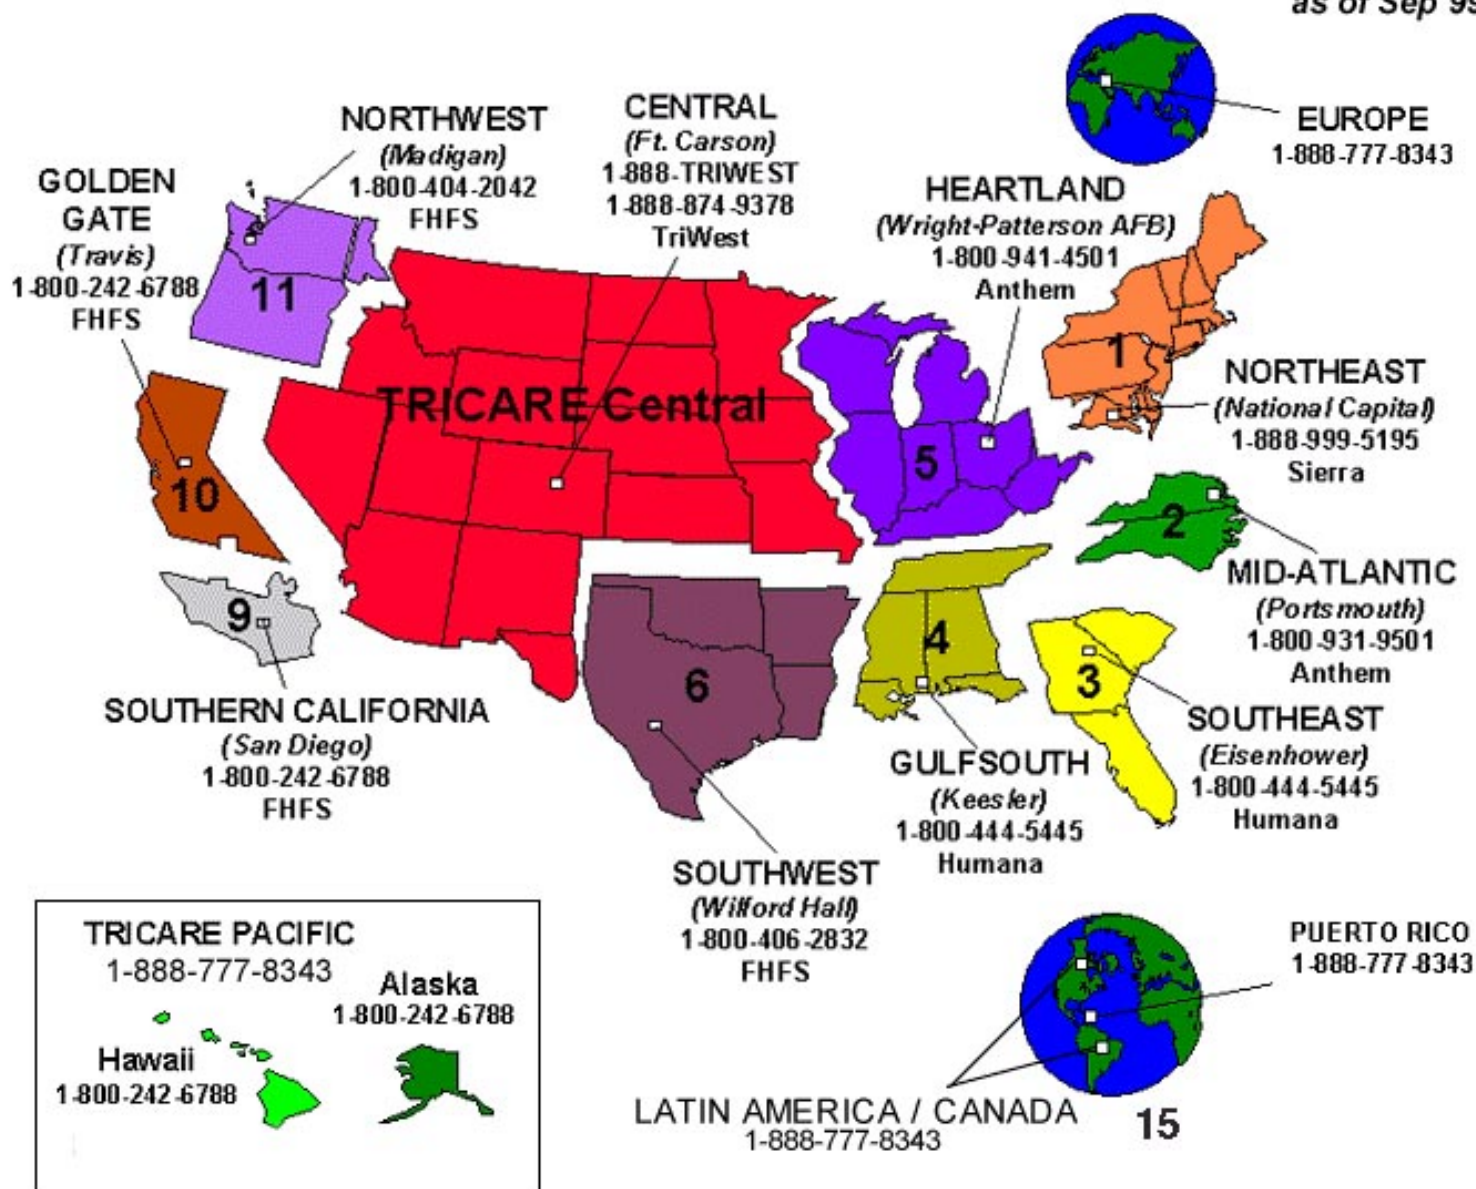 as of Sep 99
NORTHWEST
(Madigan)
1-800-404-2042
FHFS
CENTRAL
(Ft. Carson)
1-888-TRIWEST
1-888-874-9378
TriWest
EUROPE
1-888-777-8343
GOLDEN
GATE
(Travis)
1-800-242-6788
FHFS
HEARTLAND
(Wright-Patterson AFB)
1-800-941-4501
Anthem
11
TRICARE Central
1
NORTHEAST
(National Capital)
1-888-999-5195
Sierra
10
5
2
MID-ATLANTIC
(Portsmouth)
1-800-931-9501
Anthem
9
SOUTHERN CALIFORNIA
(San Diego)
1-800-242-6788
FHFS
6
4
3
SOUTHEAST
(Eisenhower)
1-800-444-5445
Humana
GULFSOUTH
(Keesler)
1-800-444-5445
Humana
SOUTHWEST
(Wilford Hall)
1-800-406-2832
FHFS
TRICARE PACIFIC
1-888-777-8343
Alaska
1-800-242-6788
Hawaii
1-800-242-6788
PUERTO RICO
1-888-777-8343
LATIN AMERICA / CANADA
1-888-777-8343
15